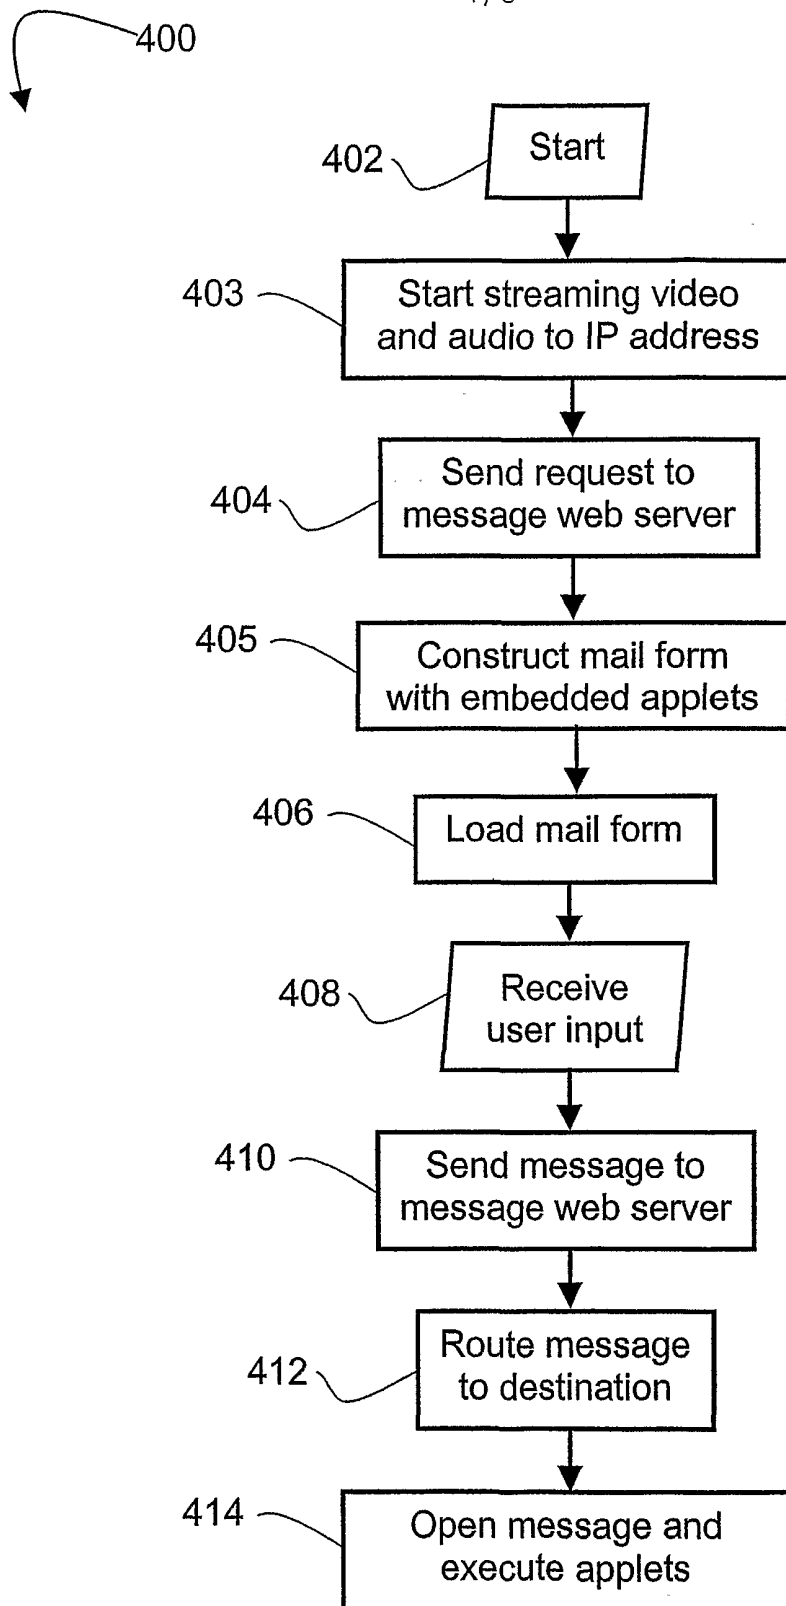 400
402
Start
403
Start streaming video
and audio to IP address
404
Send request to
message web server
405
Construct mail form
with embedded applets
406
Load mail form
408
Receive
user input
410
Send message to
message web server
412
Route message
to destination
414
Open message and
execute applets